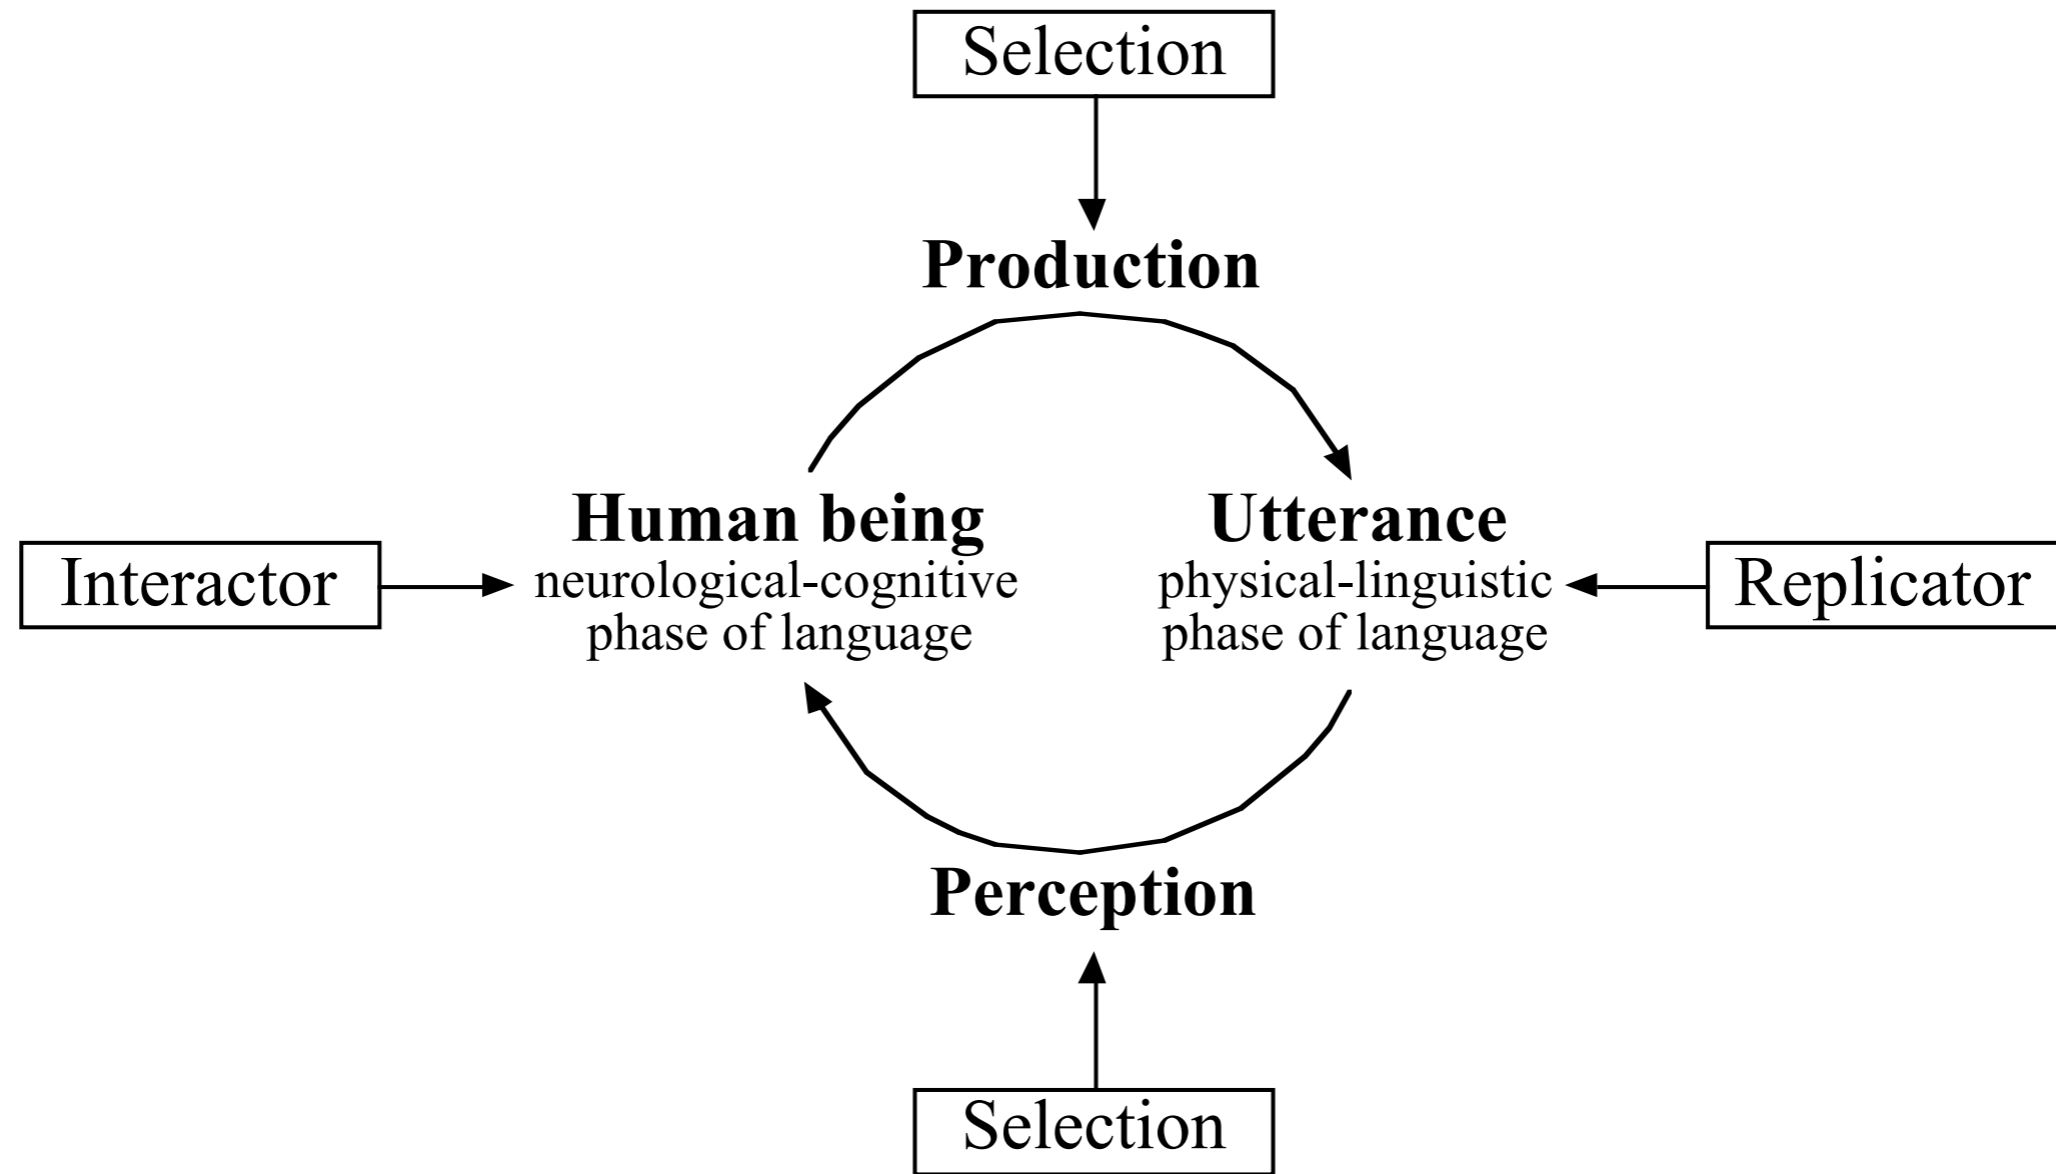 Selection
Production
Human being
neurological-cognitive
phase of language
Utterance
physical-linguistic
phase of language
Interactor
Replicator
Perception
Selection